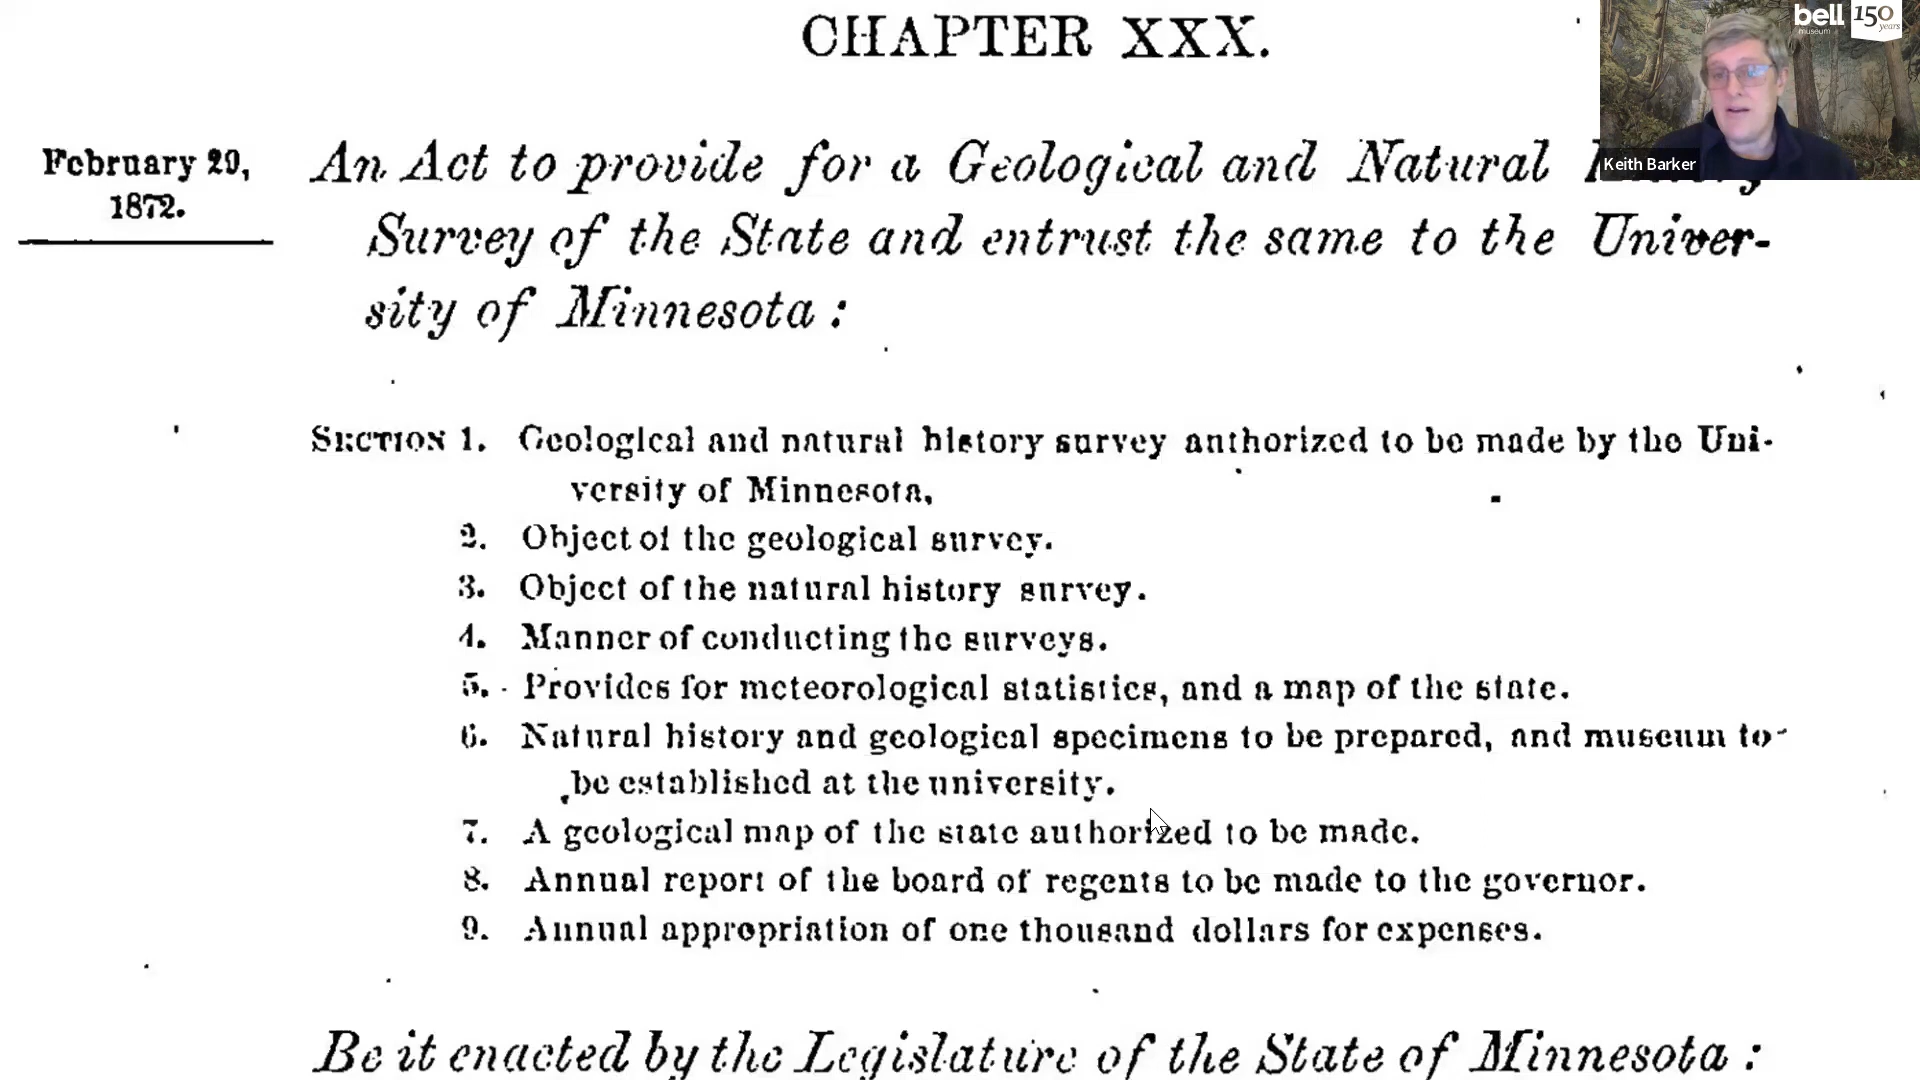 CHAPTER XXX.
bell 150
museum years
Keith Barker
February 20,
1872.
An Act to provide for a Geological and Natural
Survey of the State and entrust the same to the Univer-
sity of Minnesota :
SECTION 1. Geological and natural history survey authorized to be made by the Uni-
versity of Minnesota,
2. Object of the geological survey.
3. Object of the natural history survey.
4. Manner of conducting the surveys.
5. Provides for meteorological statistics, and a map of the state.
6. Natural history and geological specimens to be prepared, and museum to
be established at the university.
7. A geological map of the state authorized to be made.
8. Annual report of the board of regents to be made to the governor.
9. Annual appropriation of one thousand dollars for expenses.
Be it enacted by the Legislature of the State of Minnesota :